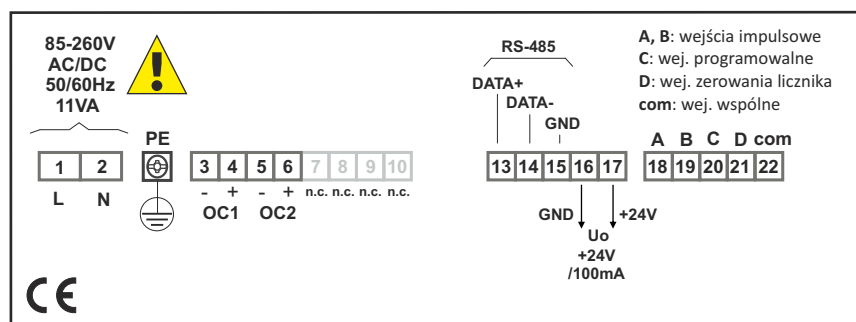 85-260V
AC/DC
50/60Hz
11VA
PE
1 2
L N
3 4 5 6 7 8 9 10
- + - + n.c. n.c. n.c. n.c.
OC1 OC2
RS-485
DATA+
DATA-
GND
13 14 15 16 17
GND +24V
Uo
+24V
/100mA
A, B: wejścia impulsowe
C: wej. programowalne
D: wej. zerowania licznika
com: wej. wspólne
A B C D com
18 19 20 21 22
CE